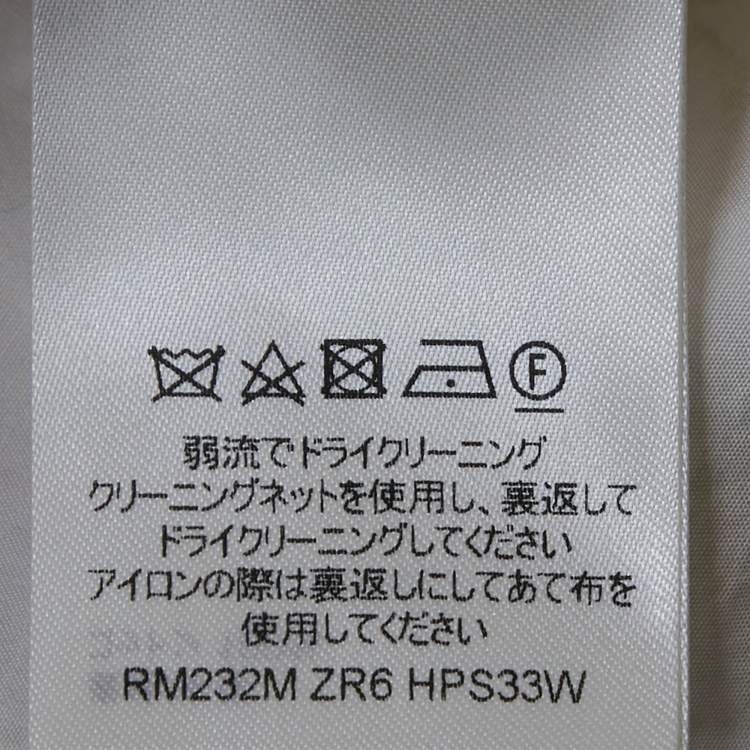 F
弱流でドライクリーニング
クリーニングネットを使用し、裏返して
ドライクリーニングしてください
アイロンの際は裏返しにしてあて布を
使用してください
RM232M ZR6 HPS33W